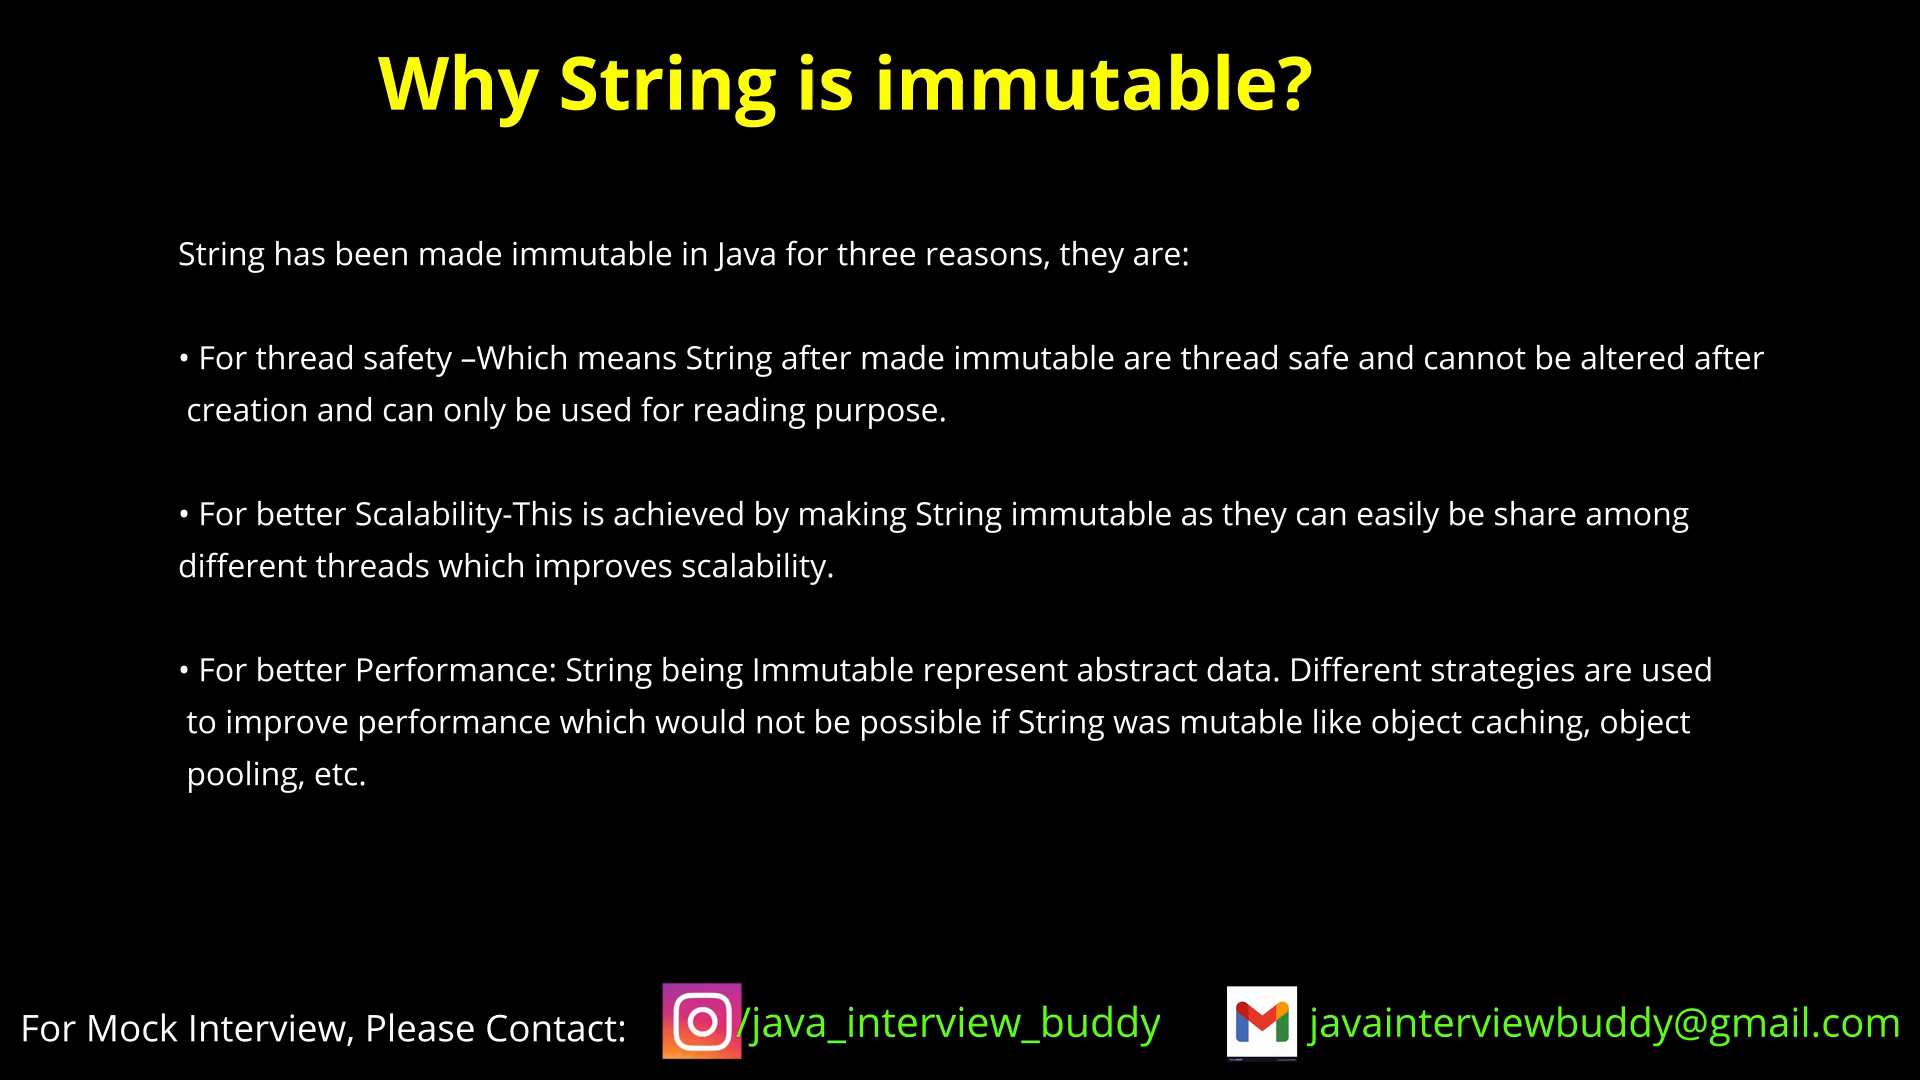 Why String is immutable?
String has been made immutable in Java for three reasons, they are:
• For thread safety –Which means String after made immutable are thread safe and cannot be altered after
creation and can only be used for reading purpose.
• For better Scalability-This is achieved by making String immutable as they can easily be share among
different threads which improves scalability.
• For better Performance: String being Immutable represent abstract data. Different strategies are used
to improve performance which would not be possible if String was mutable like object caching, object
pooling, etc.
For Mock Interview, Please Contact: /java_interview_buddy javainterviewbuddy@gmail.com